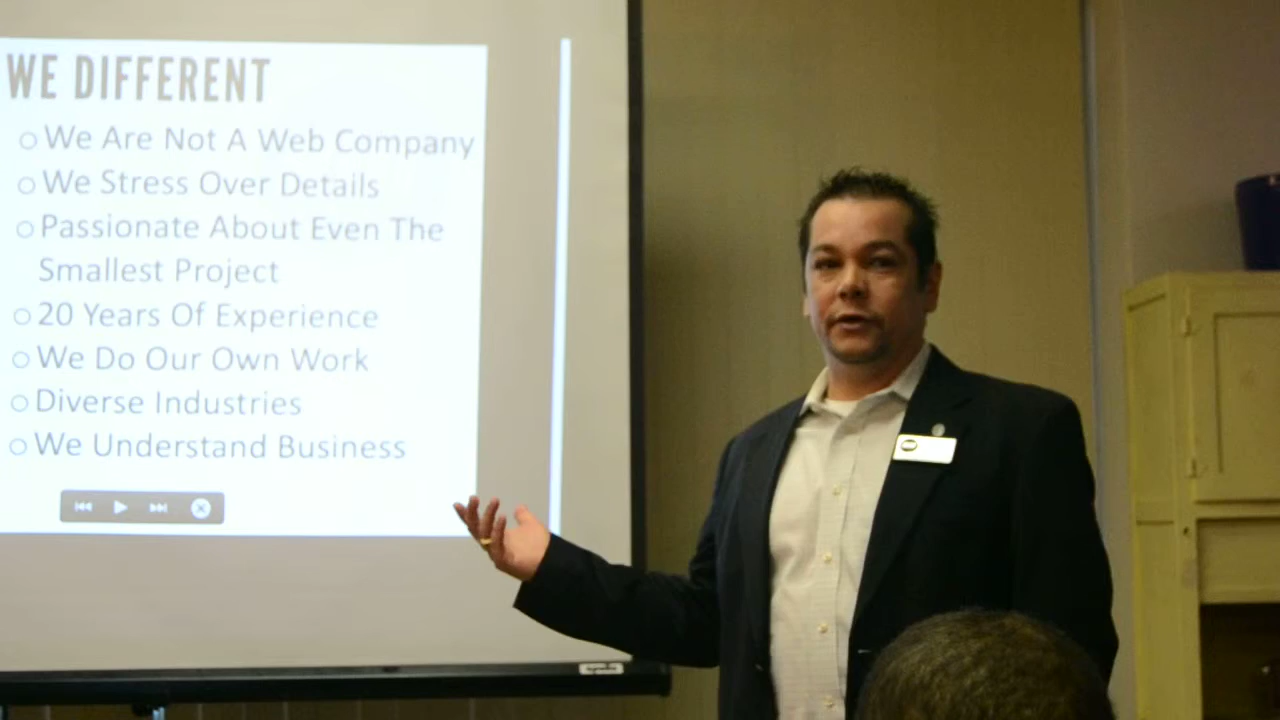 WE DIFFERENT
We Are Not A Web Company
We Stress Over Details
Passionate About Even The
Smallest Project
20 Years Of Experience
We Do Our Own Work
Diverse Industries
We Understand Business